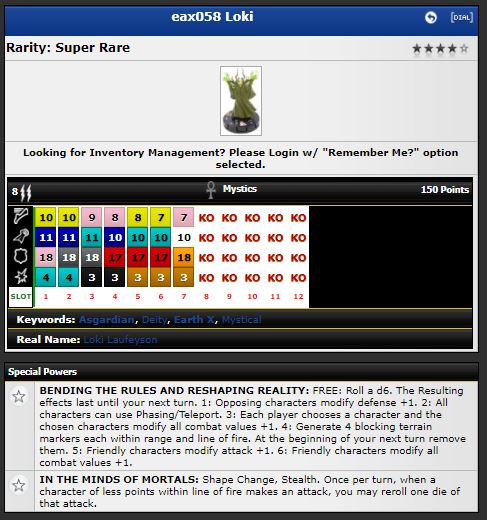 eax058 Loki
[DIAL]
Rarity: Super Rare
Looking for Inventory Management? Please Login w/ "Remember Me?" option
selected.
8
Mystics
150 Points
10 10 9 8 8 7 7 KO KO KO KO KO
11 11 11 10 10 10 10 KO KO KO KO KO
18 18 18 17 17 17 18 KO KO KO KO KO
4 4 3 3 3 3 3 KO KO KO KO KO
SLOT 1 2 3 4 5 6 7 8 9 10 11 12
Keywords: Asgardian, Deity, Earth X, Mystical
Real Name: Loki Laufeyson
Special Powers
BENDING THE RULES AND RESHAPING REALITY: FREE: Roll a d6. The Resulting
effects last until your next turn. 1: Opposing characters modify defense +1. 2: All
characters can use Phasing/Teleport. 3: Each player chooses a character and the
chosen characters modify all combat values +1. 4: Generate 4 blocking terrain
markers each within range and line of fire. At the beginning of your next turn remove
them. 5: Friendly characters modify attack +1. 6: Friendly characters modify all
combat values +1.
IN THE MINDS OF MORTALS: Shape Change, Stealth. Once per turn, when a
character of less points within line of fire makes an attack, you may reroll one die of
that attack.